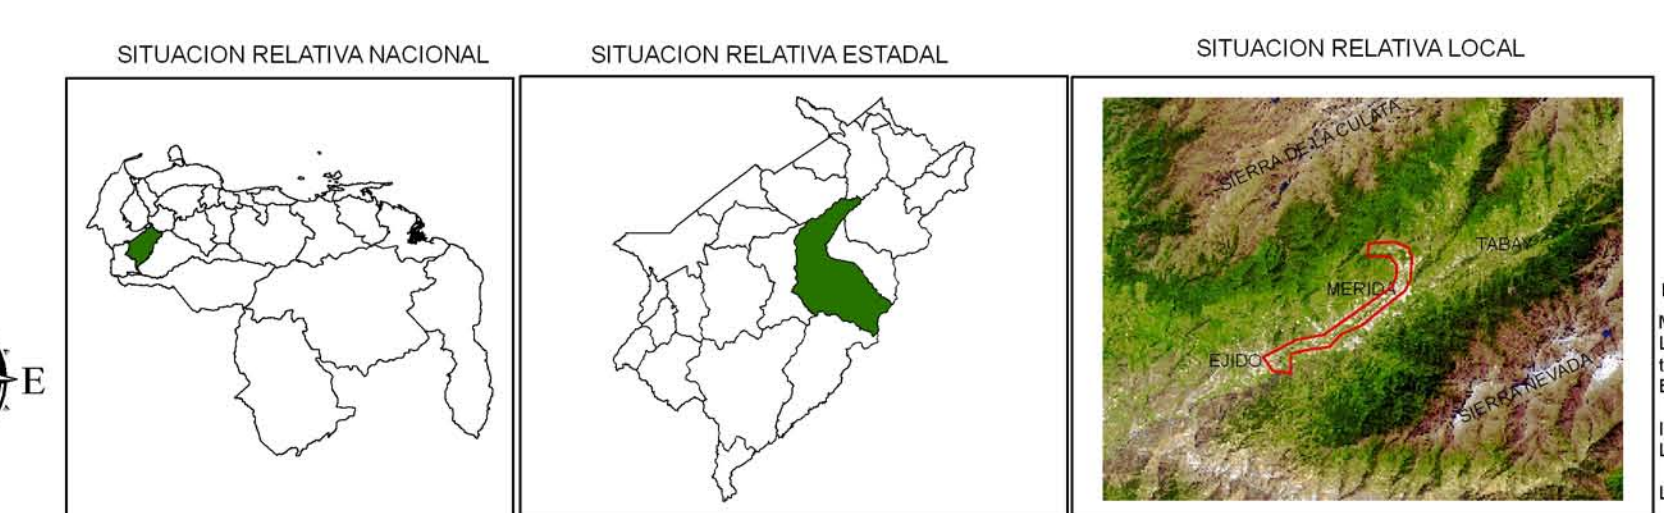 SITUACION RELATIVA NACIONAL
SITUACION RELATIVA ESTADAL
SITUACION RELATIVA LOCAL
SIERRA DE LA CULATA
TABAY
MERIDA
EJIDO
SIERRA NEVADA
E